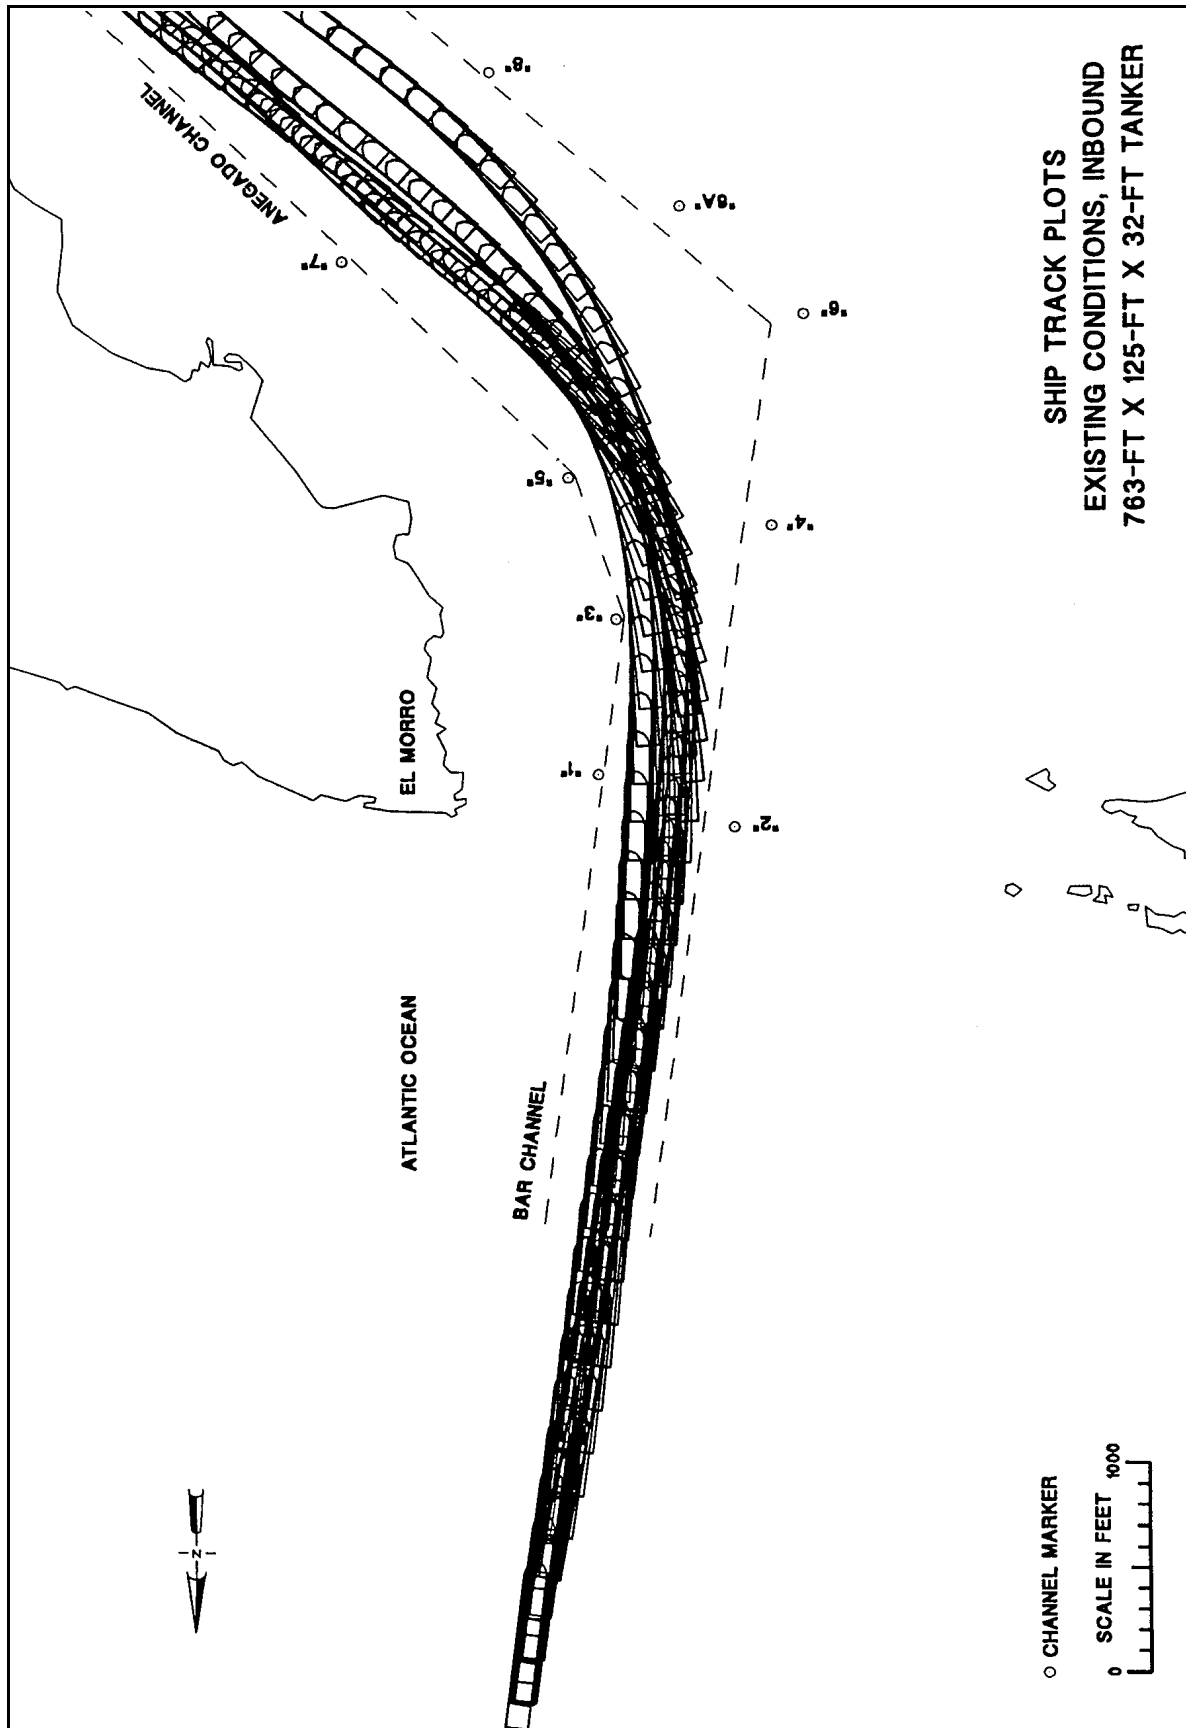 SHIP TRACK PLOTS
EXISTING CONDITIONS, INBOUND
763-FT X 125-FT X 32-FT TANKER
ANEGADO CHANNEL
"8"
"6A"
"7"
"6"
"5"
"4"
"3"
EL MORRO
"1"
"2"
ATLANTIC OCEAN
BAR CHANNEL
N
CHANNEL MARKER
SCALE IN FEET
0 1000